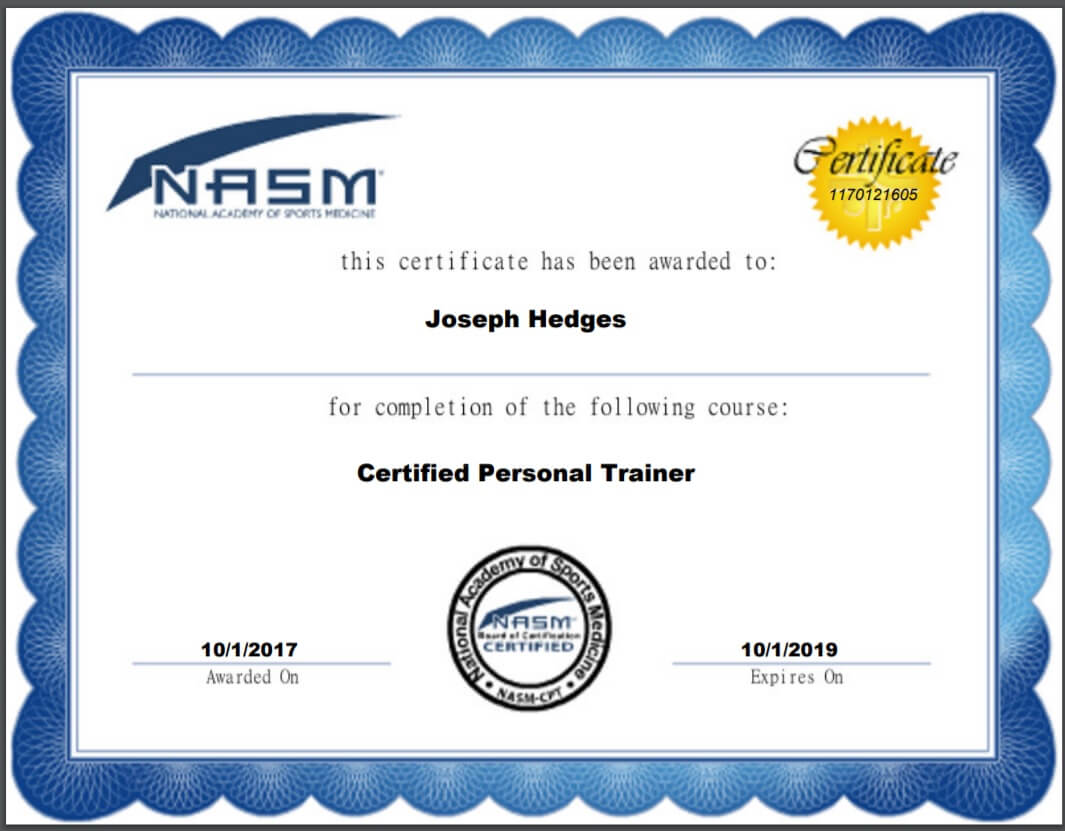 NASM
NATIONAL ACADEMY OF SPORTS MEDICINE
Certificate
1170121605
this certificate has been awarded to:
Joseph Hedges
for completion of the following course:
Certified Personal Trainer
National Academy of Sports Medicine
NASM
Board of Certification
CERTIFIED
• NASM-CPT •
10/1/2017
Awarded On
10/1/2019
Expires On